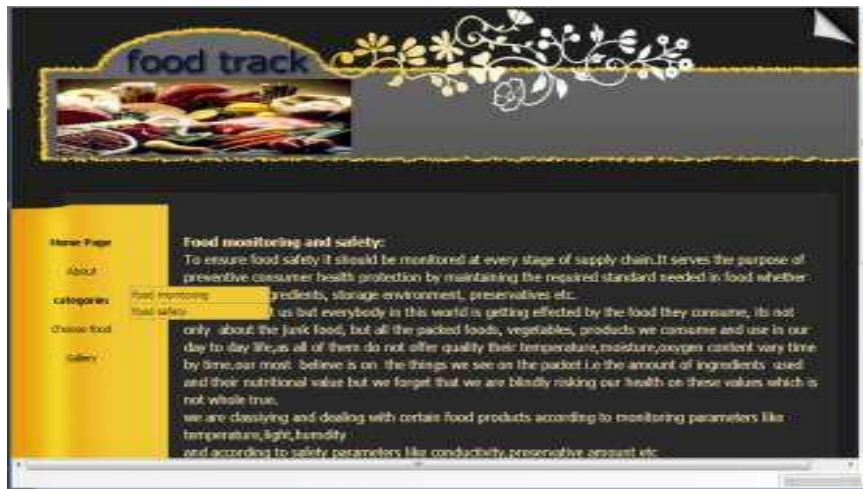 food track
Home Page
About
categories
Choose food
Gallery
food monitoring
food safety
Food monitoring and safety:
To ensure food safety it should be monitored at every stage of supply chain.It serves the purpose of
preventive consumer health protection by maintaining the required standard needed in food whether
gredients, storage environment, preservatives etc.
us but everybody in this world is getting effected by the food they consume, its not
only about the junk food, but all the packed foods, vegetables, products we consume and use in our
day to day life,as all of them do not offer quality their temperature,moisture,oxygen content vary time
by time,our most believe is on the things we see on the packet i.e the amount of ingredients used
and their nutritional value but we forget that we are blindly risking our health on these values which is
not whole true.
we are classiying and dealing with certain food products according to monitoring parameters like
temperature,light,humdity
and according to safety parameters like conductivity,preservative amount etc